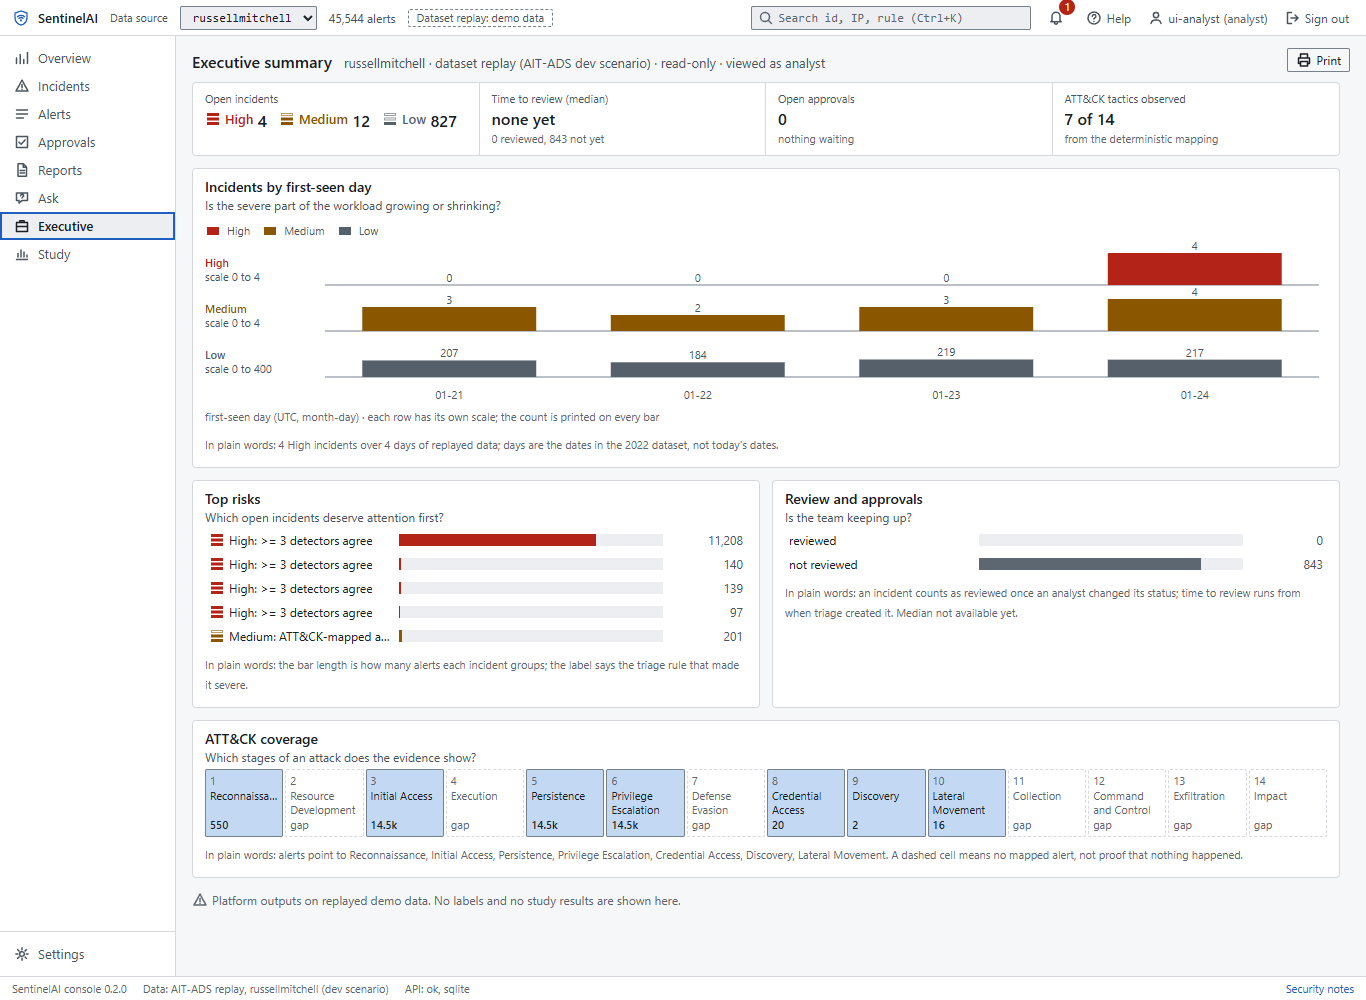 SentinelAI
Data source
russellmitchell
45,544 alerts
Dataset replay: demo data
Search id, IP, rule (Ctrl+K)
1
Help
ui-analyst (analyst)
Sign out
Overview
Incidents
Alerts
Approvals
Reports
Ask
Executive
Study
Settings
Executive summary
russellmitchell · dataset replay (AIT-ADS dev scenario) · read-only · viewed as analyst
Print
Open incidents
High 4 Medium 12 Low 827
Time to review (median)
none yet
0 reviewed, 843 not yet
Open approvals
0
nothing waiting
ATT&CK tactics observed
7 of 14
from the deterministic mapping
Incidents by first-seen day
Is the severe part of the workload growing or shrinking?
High Medium Low
High
scale 0 to 4
0 0 0 4
Medium
scale 0 to 4
3 2 3 4
Low
scale 0 to 400
207 184 219 217
01-21 01-22 01-23 01-24
first-seen day (UTC, month-day) · each row has its own scale; the count is printed on every bar
In plain words: 4 High incidents over 4 days of replayed data; days are the dates in the 2022 dataset, not today's dates.
Top risks
Which open incidents deserve attention first?
High: >= 3 detectors agree 11,208
High: >= 3 detectors agree 140
High: >= 3 detectors agree 139
High: >= 3 detectors agree 97
Medium: ATT&CK-mapped a... 201
In plain words: the bar length is how many alerts each incident groups; the label says the triage rule that made
it severe.
Review and approvals
Is the team keeping up?
reviewed 0
not reviewed 843
In plain words: an incident counts as reviewed once an analyst changed its status; time to review runs from
when triage created it. Median not available yet.
ATT&CK coverage
Which stages of an attack does the evidence show?
1
Reconnaissa...
550
2
Resource
Development
gap
3
Initial Access
14.5k
4
Execution
gap
5
Persistence
14.5k
6
Privilege
Escalation
14.5k
7
Defense
Evasion
gap
8
Credential
Access
20
9
Discovery
2
10
Lateral
Movement
16
11
Collection
gap
12
Command
and Control
gap
13
Exfiltration
gap
14
Impact
gap
In plain words: alerts point to Reconnaissance, Initial Access, Persistence, Privilege Escalation, Credential Access, Discovery, Lateral Movement. A dashed cell means no mapped alert, not proof that nothing happened.
Platform outputs on replayed demo data. No labels and no study results are shown here.
SentinelAI console 0.2.0
Data: AIT-ADS replay, russellmitchell (dev scenario)
API: ok, sqlite
Security notes